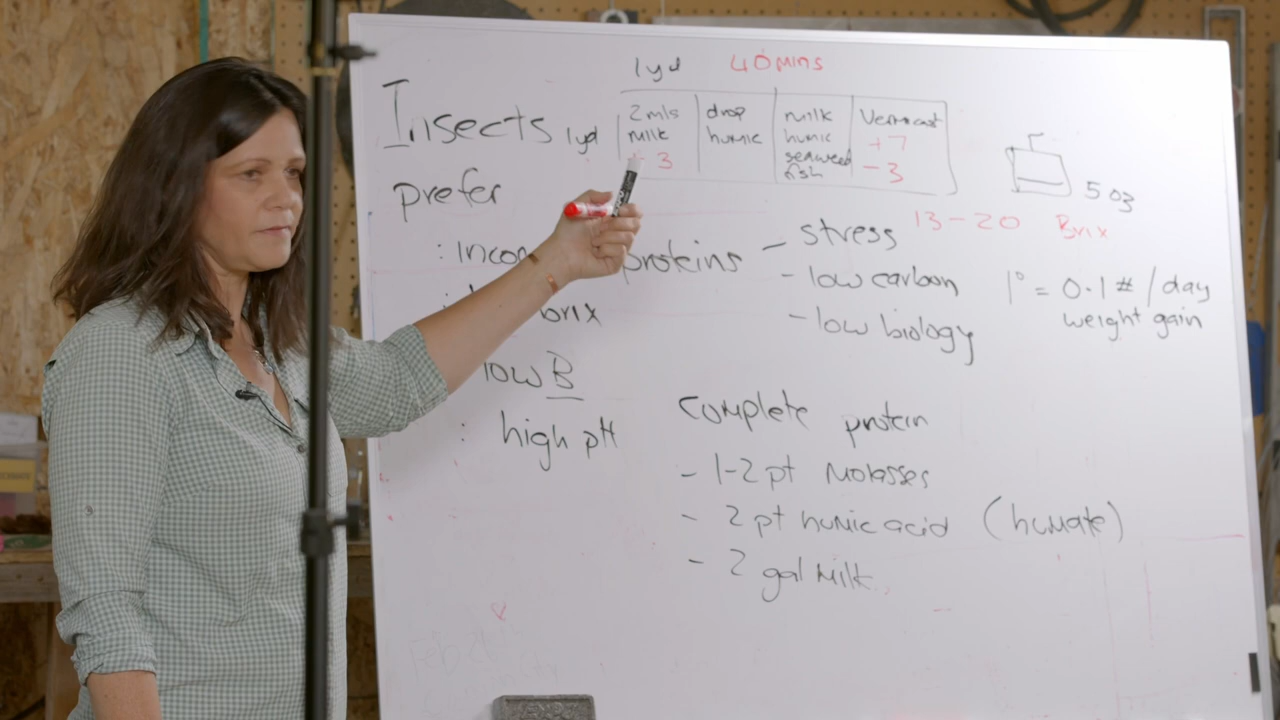 1yd 40mins
Insects
1yd
2mls milk 3
drop humic
milk humic seaweed fish
Vermicast +7 -3
503
prefer
13-20 Brix
: proteins
- stress
- low carbon
- low biology
1° = 0.1 # / day
weight gain
brix
low B
: high pH
Complete protein
- 1-2 pt Molasses
- 2 pt humic acid (humate)
- 2 gal Milk